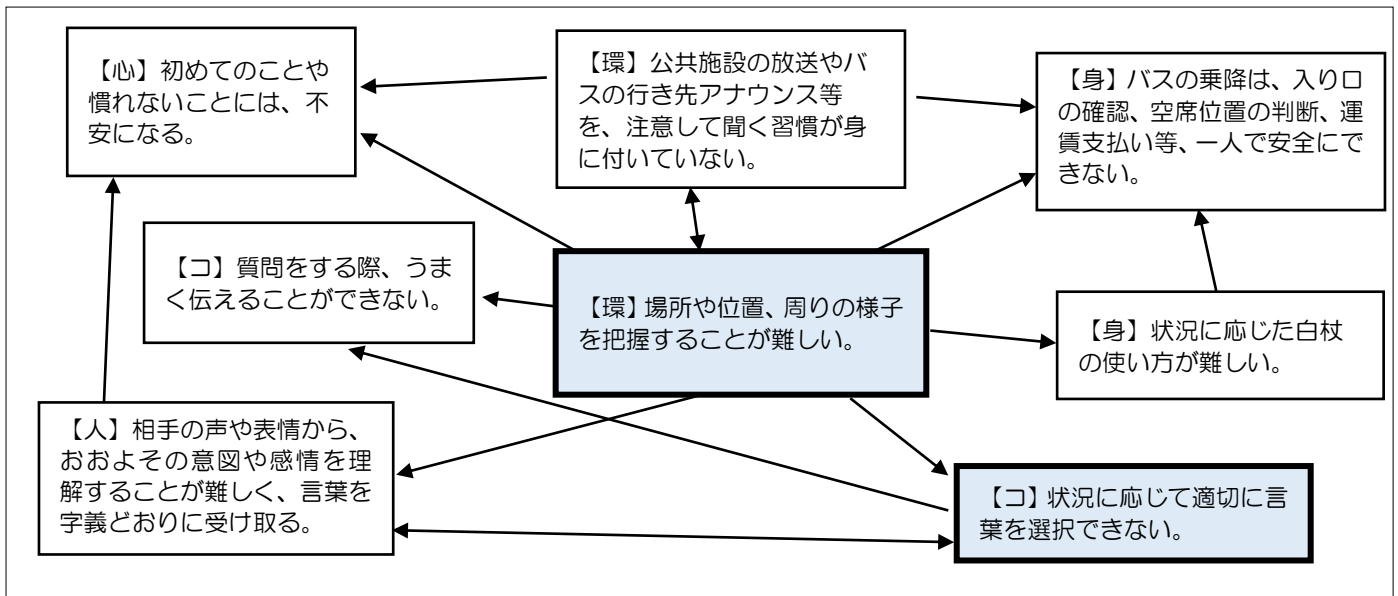 【心】初めてのことや
慣れないことには、不
安になる。
【環】公共施設の放送やバ
スの行き先アナウンス等
を、注意して聞く習慣が身
に付いていない。
【身】バスの乗降は、入り口
の確認、空席位置の判断、運
賃支払い等、一人で安全にで
きない。
【コ】質問をする際、うま
く伝えることができない。
【環】場所や位置、周りの様子
を把握することが難しい。
【身】状況に応じた白杖
の使い方が難しい。
【人】相手の声や表情から、
おおよその意図や感情を理
解することが難しく、言葉を
字義どおりに受け取る。
【コ】状況に応じて適切に言
葉を選択できない。